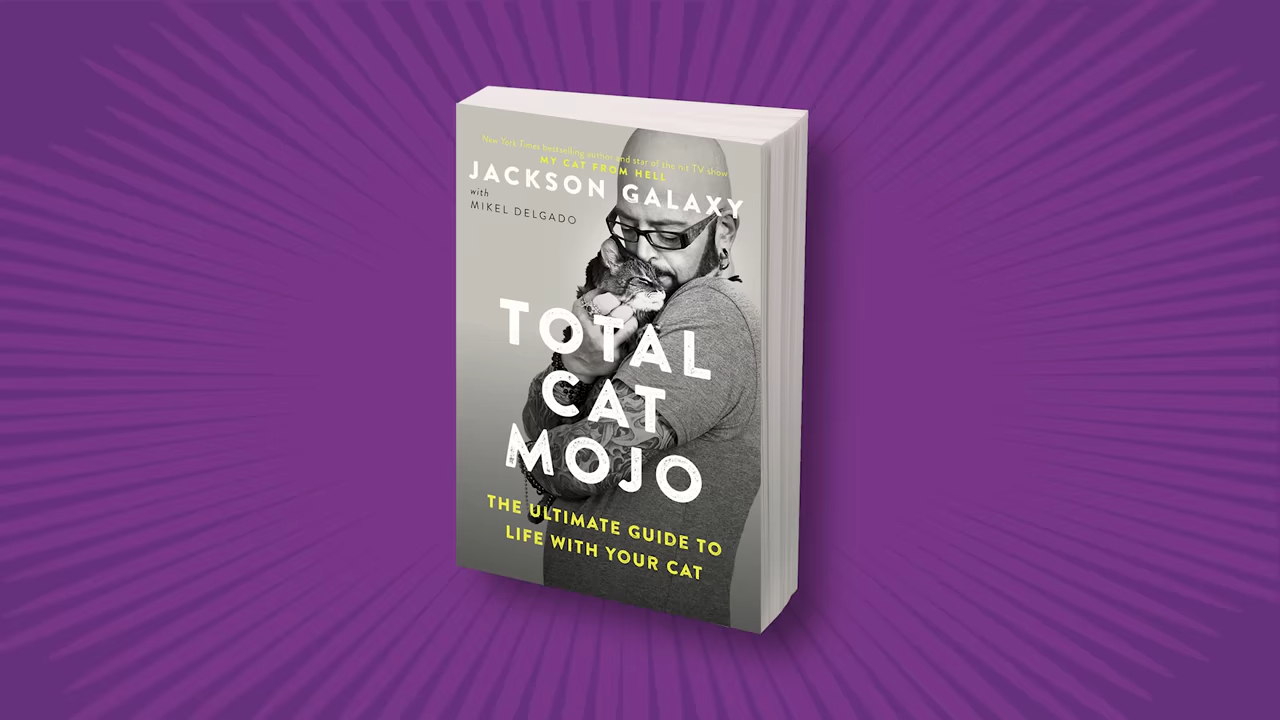 New York Times bestselling author and star of the hit TV show
MY CAT FROM HELL
JACKSON GALAXY
with
MIKEL DELGADO
TOTAL
CAT
MOJO
THE ULTIMATE GUIDE TO
LIFE WITH YOUR CAT